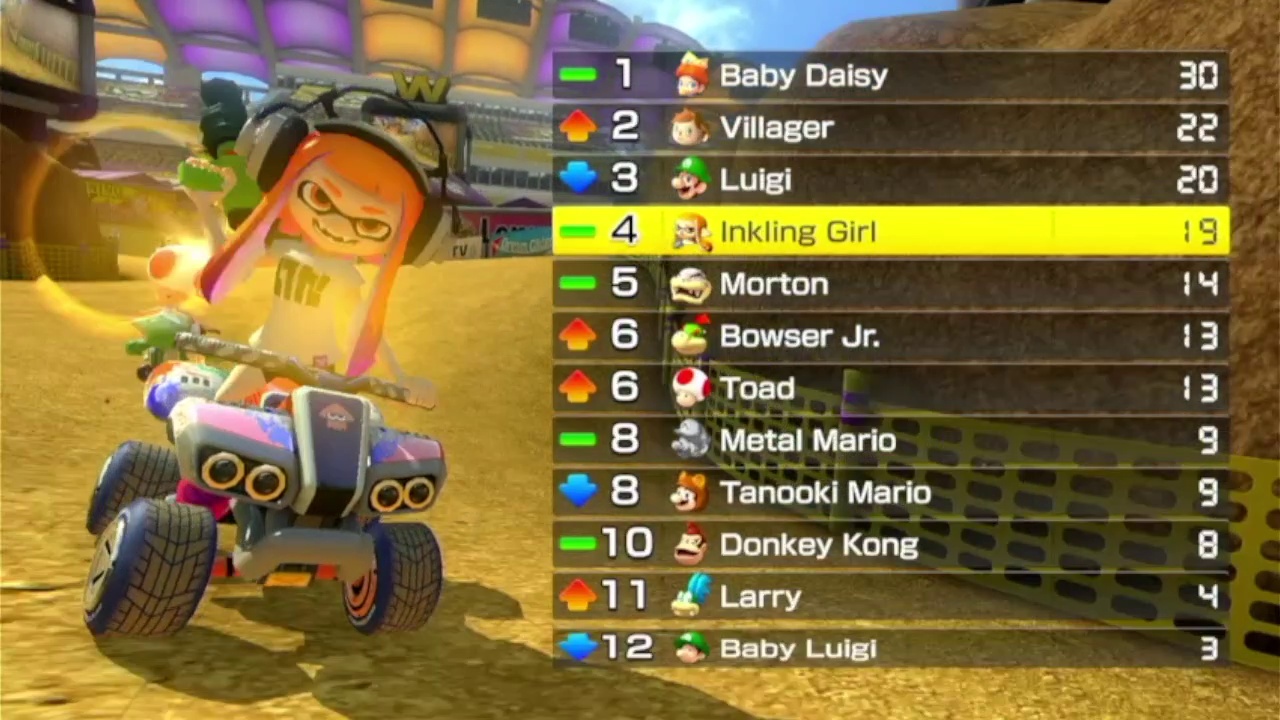 1 Baby Daisy 30
2 Villager 22
3 Luigi 20
4 Inkling Girl 19
5 Morton 14
6 Bowser Jr. 13
6 Toad 13
8 Metal Mario 9
8 Tanooki Mario 9
10 Donkey Kong 8
11 Larry 4
12 Baby Luigi 3
W